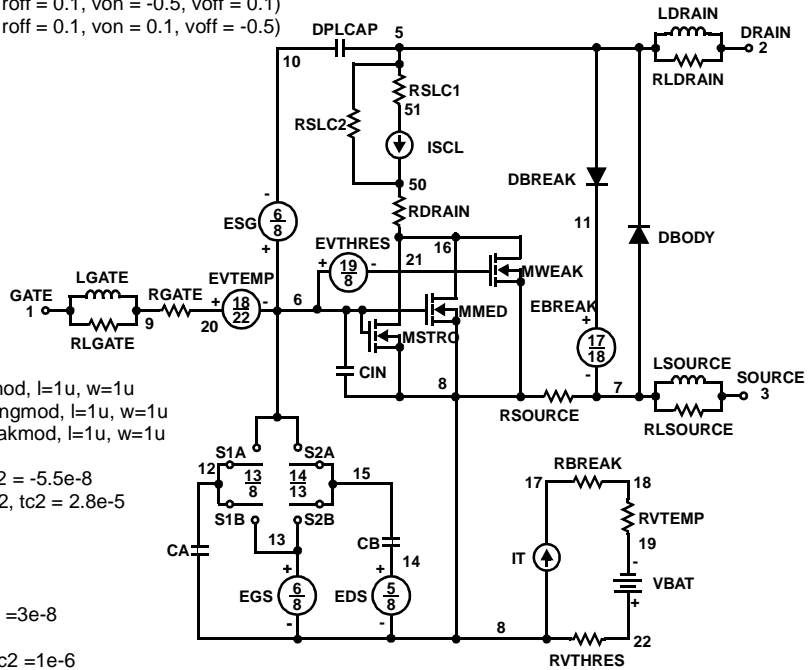 roff = 0.1, von = -0.5, voff = 0.1)
roff = 0.1, von = 0.1, voff = -0.5)
DPLCAP
5
10
LDRAIN
DRAIN
2
RLDRAIN
RSLC1
51
RSLC2
ISCL
50
RDRAIN
DBREAK
11
DBODY
-
ESG
6
8
+
EVTHRES
+
19
8
-
21
16
MWEAK
LGATE
GATE
1
RLGATE
9
RGATE
20
EVTEMP
+
18
22
-
6
MMED
MSTRO
EBREAK
+
17
18
-
CIN
8
RSOURCE
7
LSOURCE
SOURCE
3
RLSOURCE
mod, l=1u, w=1u
ngmod, l=1u, w=1u
akmod, l=1u, w=1u
2 = -5.5e-8
2, tc2 = 2.8e-5
=3e-8
c2 =1e-6
S1A
S2A
12
13
8
14
13
15
S1B
S2B
13
CA
CB
14
+
EGS
6
8
-
+
EDS
5
8
-
8
RBREAK
17
18
RVTEMP
19
IT
-
VBAT
+
22
RVTHRES